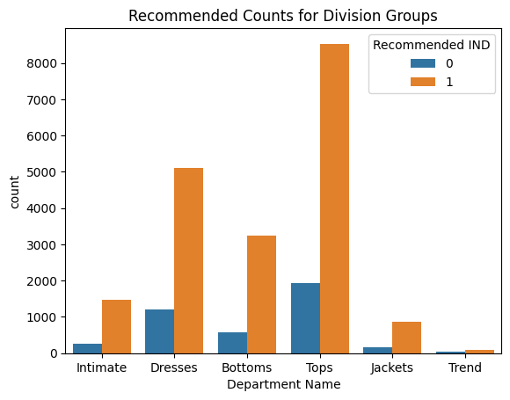 Recommended Counts for Division Groups
Recommended IND
0
1
8000
7000
6000
5000
4000
3000
2000
1000
0
count
Intimate Dresses Bottoms Tops Jackets Trend
Department Name